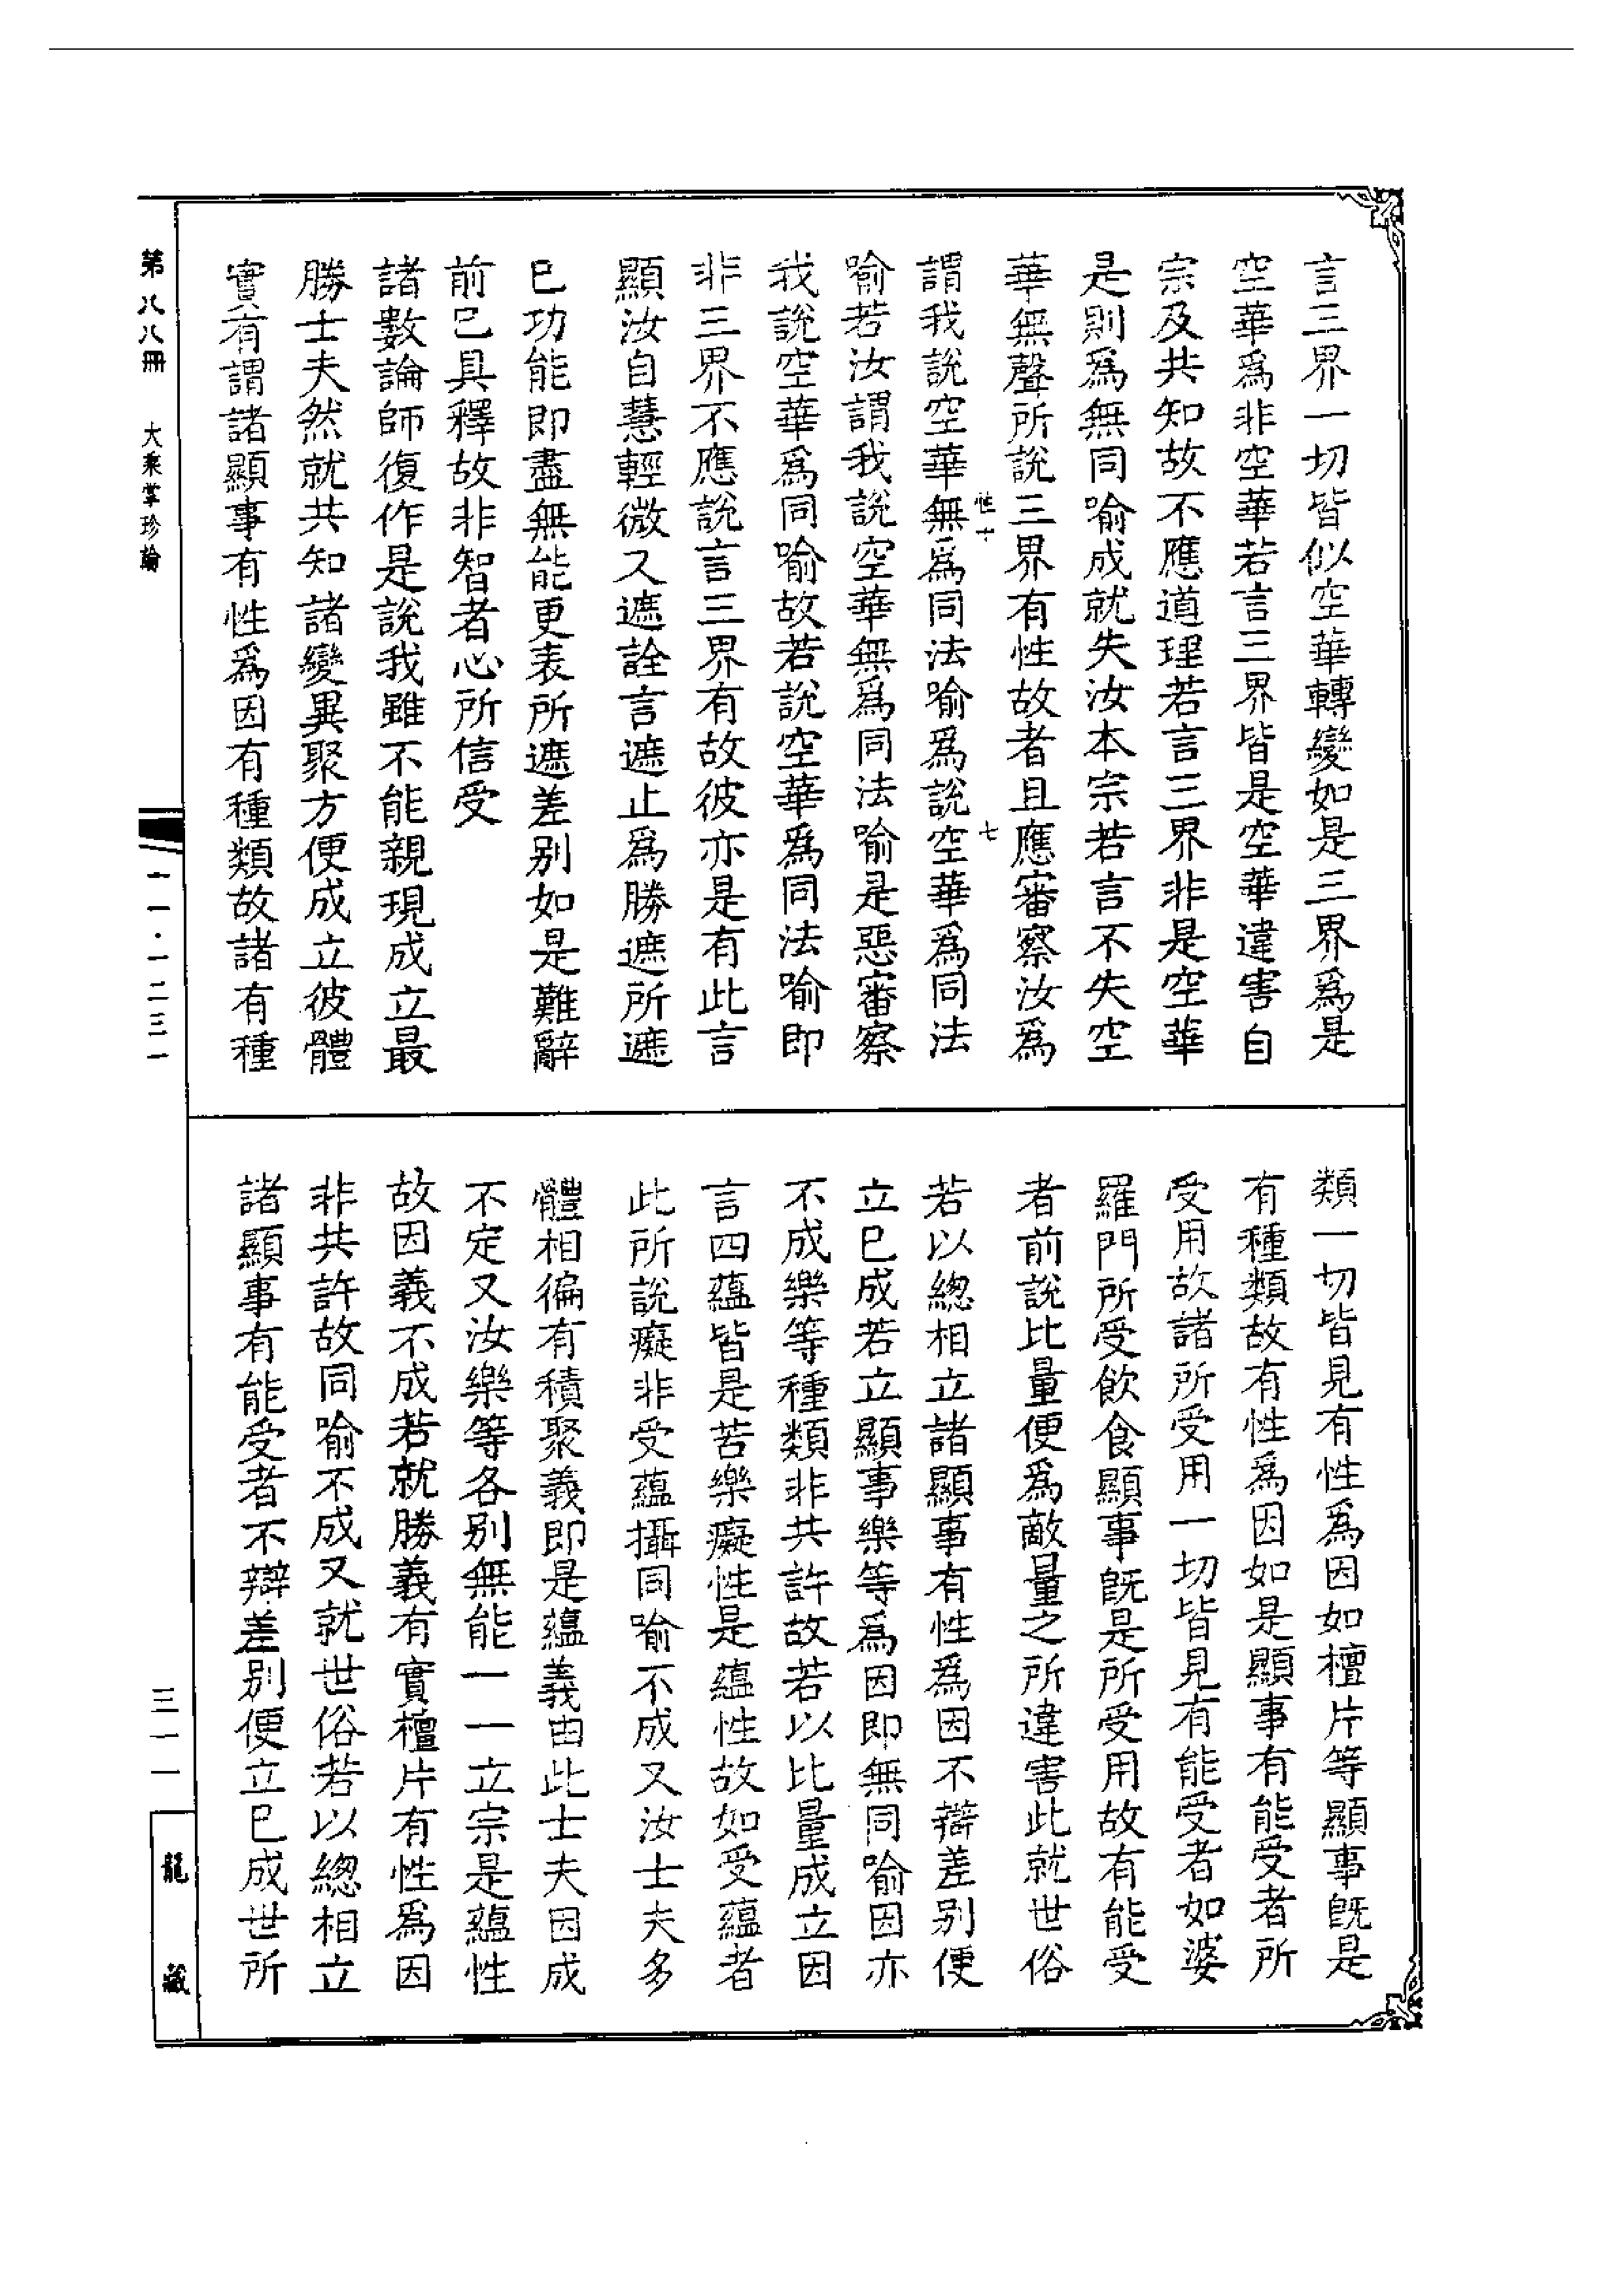 言三界一切皆似空華轉變如是三界爲是
空華爲非空華若言三界皆是空華違害自
宗及共知故不應道理若言三界非是空華
是則爲無同喻成就失汝本宗若言不失空
華無聲所說三界有性故者且應審察汝爲
謂我說空華無爲同法喻爲說空華爲同法
喻若汝謂我說空華無爲同法喻是惡審察
我說空華爲同喻故若說空華爲同法喻即
非三界不應說言三界有故彼亦是有此言
顯汝自慧輕微又遮詮言遮止爲勝遮所遮
已功能即盡無能更表所遮差别如是難辭
前已具釋故非智者心所信受
諸數論師復作是說我雖不能親現成立最
勝士夫然就共知諸變異聚方便成立彼體
實有謂諸顯事有性爲因有種類故諸有種
類一切皆見有性爲因如檀片等顯事既是
有種類故有性爲因如是顯事有能受者所
受用故諸所受用一切皆見有能受者如婆
羅門所受飲食顯事既是所受用故有能受
者前說比量便爲敵量之所違害此就世俗
若以總相立諸顯事有性爲因不辯差别便
立已成若立顯事樂等爲因即無同喻因亦
不成樂等種類非共許故若以比量成立因
言四蘊皆是苦樂癡性是蘊性故如受蘊者
此所說癡非受蘊攝同喻不成又汝士夫多
體相徧有積聚義即是蘊義由此士夫因成
不定又汝樂等各别無能一一立宗是蘊性
故因義不成若就勝義有實檀片有性爲因
非共許故同喻不成又就世俗若以總相立
諸顯事有能受者不辯差别便立已成世所
第八八冊 大乘掌珍論
一一·一二三一
三一一
龍藏